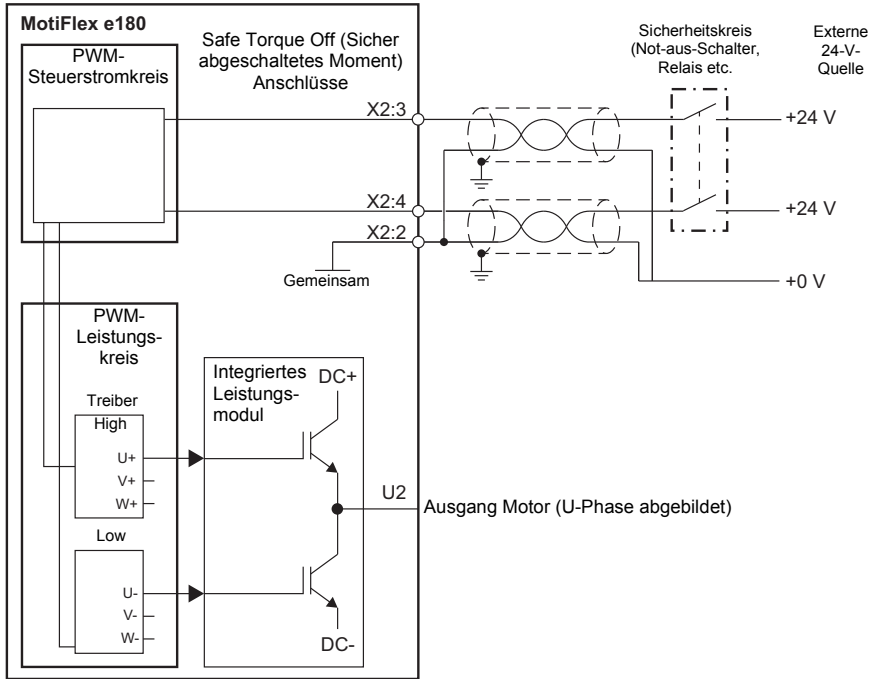 MotiFlex e180
PWM-
Steuerstromkreis
Safe Torque Off (Sicher
abgeschaltetes Moment)
Anschlüsse
Sicherheitskreis
(Not-aus-Schalter,
Relais etc.
Externe
24-V-
Quelle
X2:3
+24 V
X2:4
+24 V
X2:2
Gemeinsam
+0 V
PWM-
Leistungs-
kreis
Treiber
High
U+
V+
W+
Low
U-
V-
W-
Integriertes
Leistungs-
modul
DC+
U2
DC-
Ausgang Motor (U-Phase abgebildet)